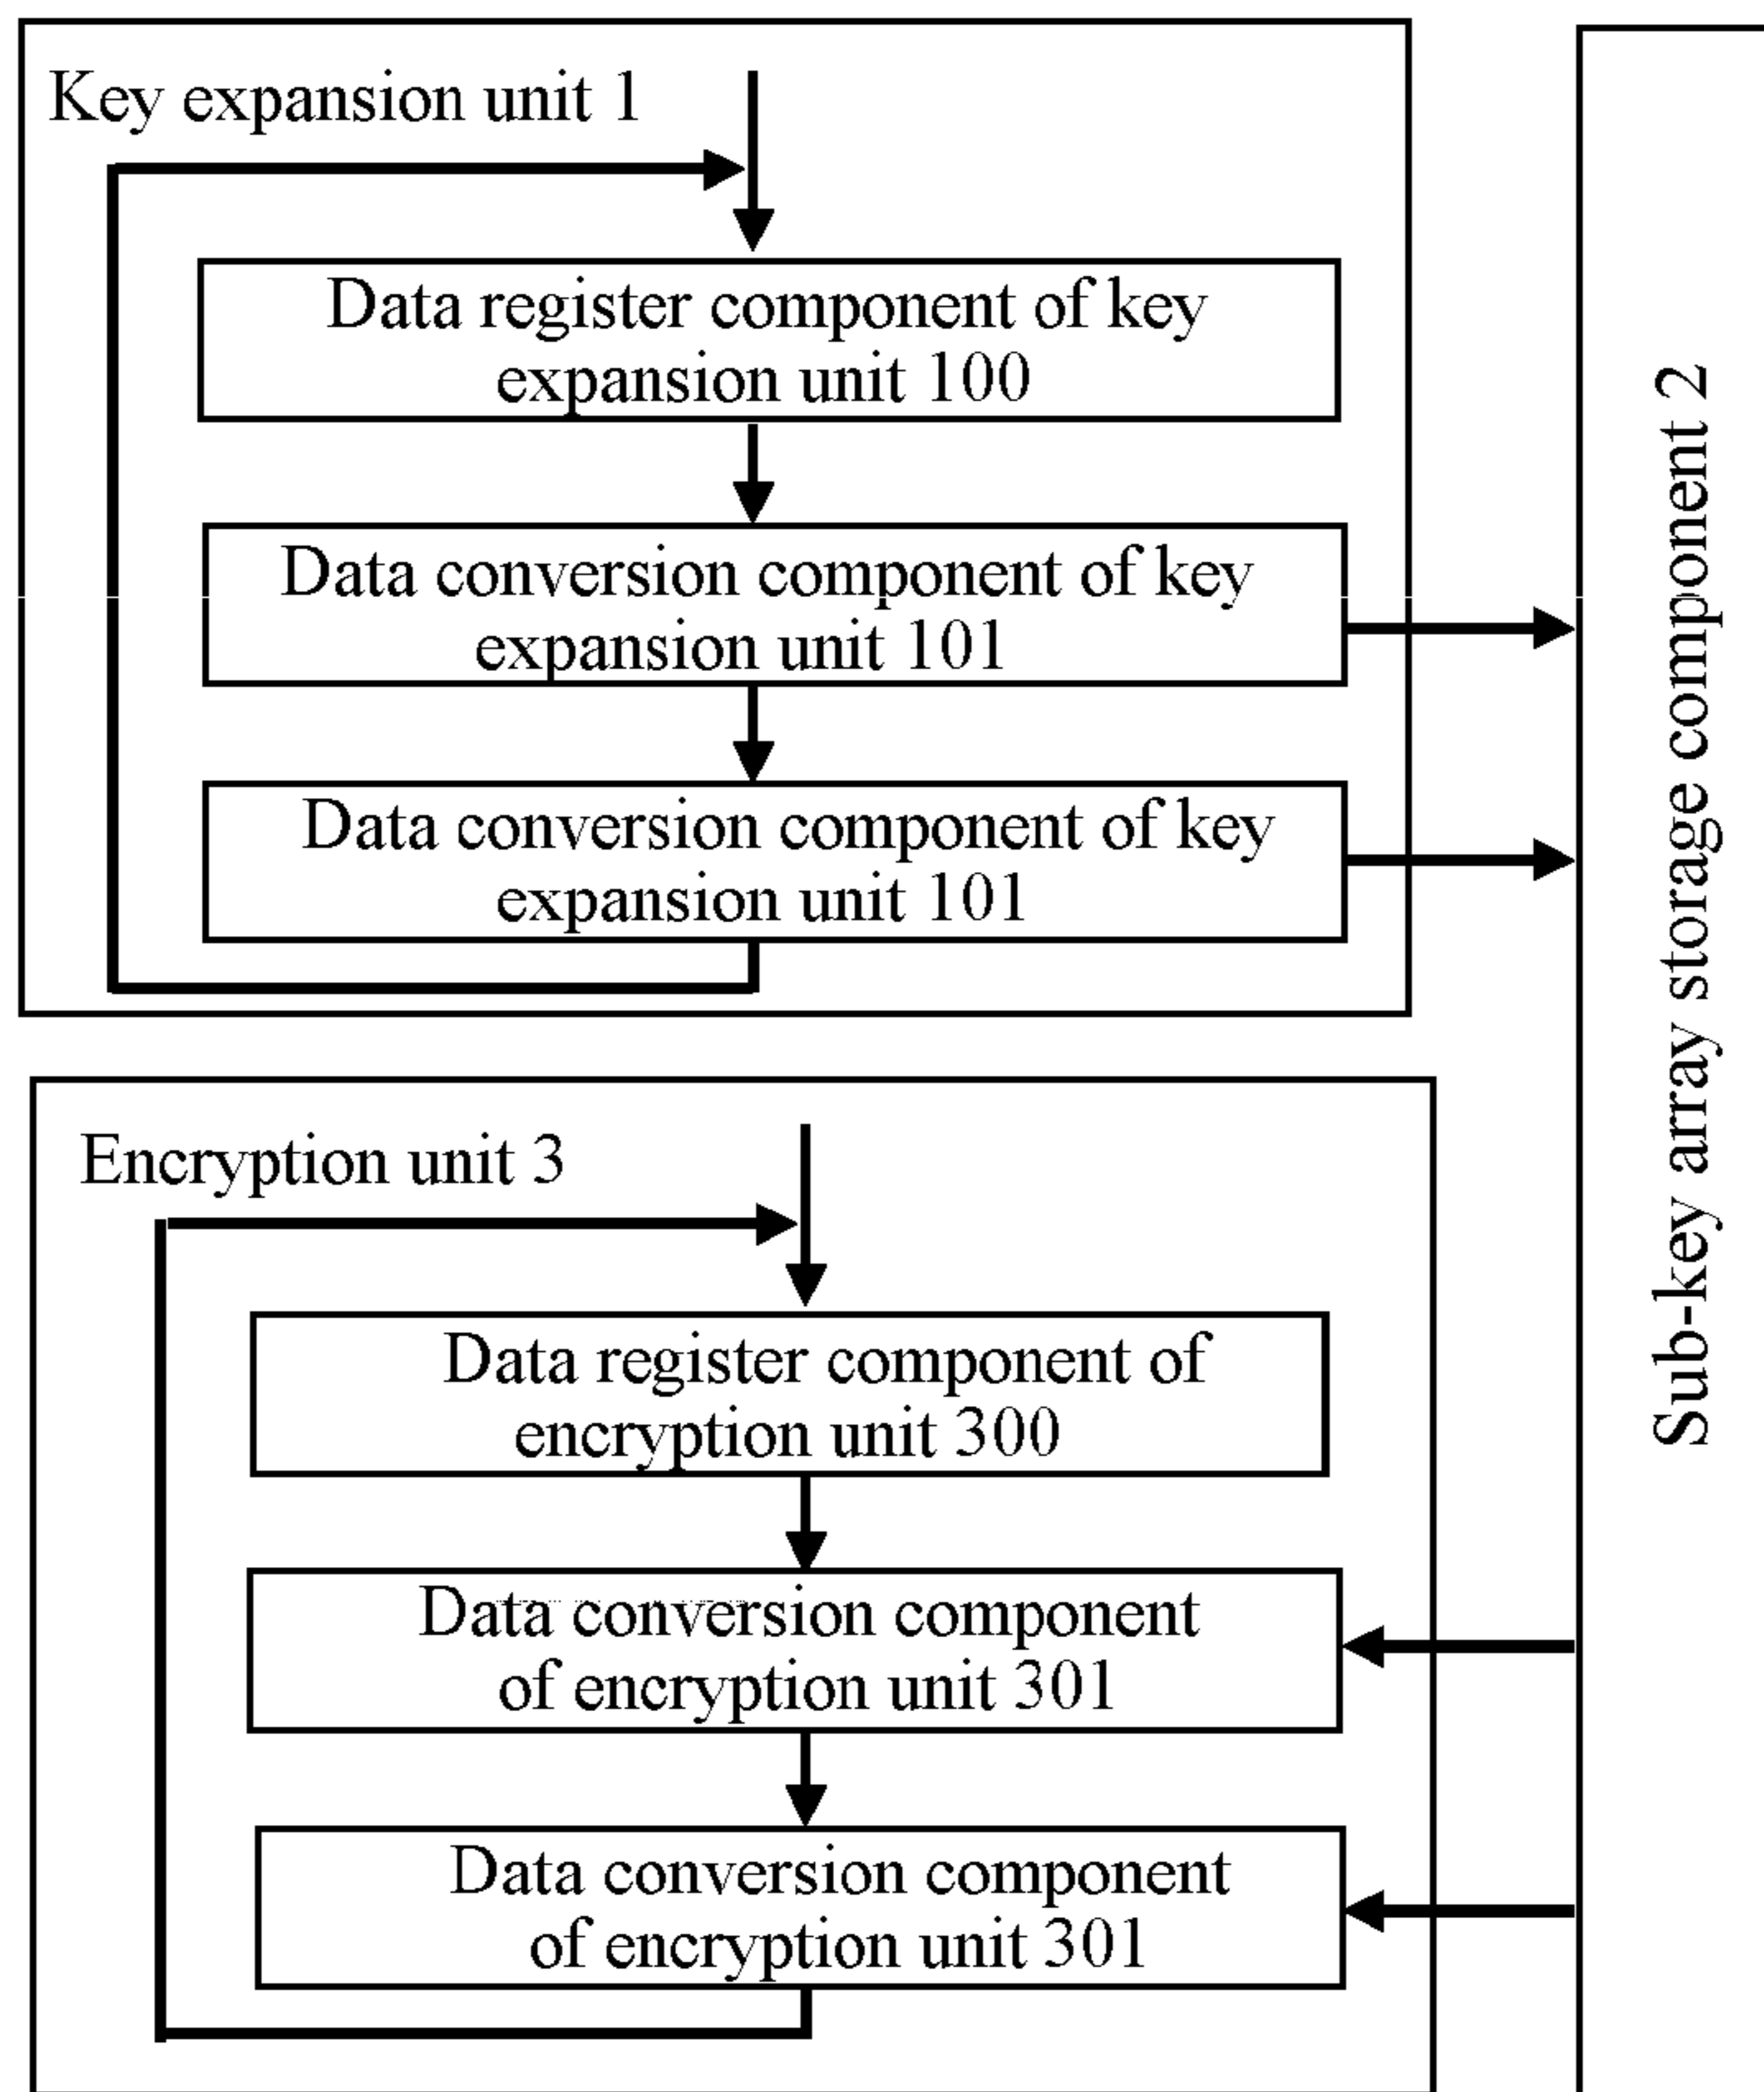 Key expansion unit 1
Data register component of key
expansion unit 100
Data conversion component of key
expansion unit 101
Data conversion component of key
expansion unit 101
Sub-key array storage component 2
Encryption unit 3
Data register component of
encryption unit 300
Data conversion component
of encryption unit 301
Data conversion component
of encryption unit 301